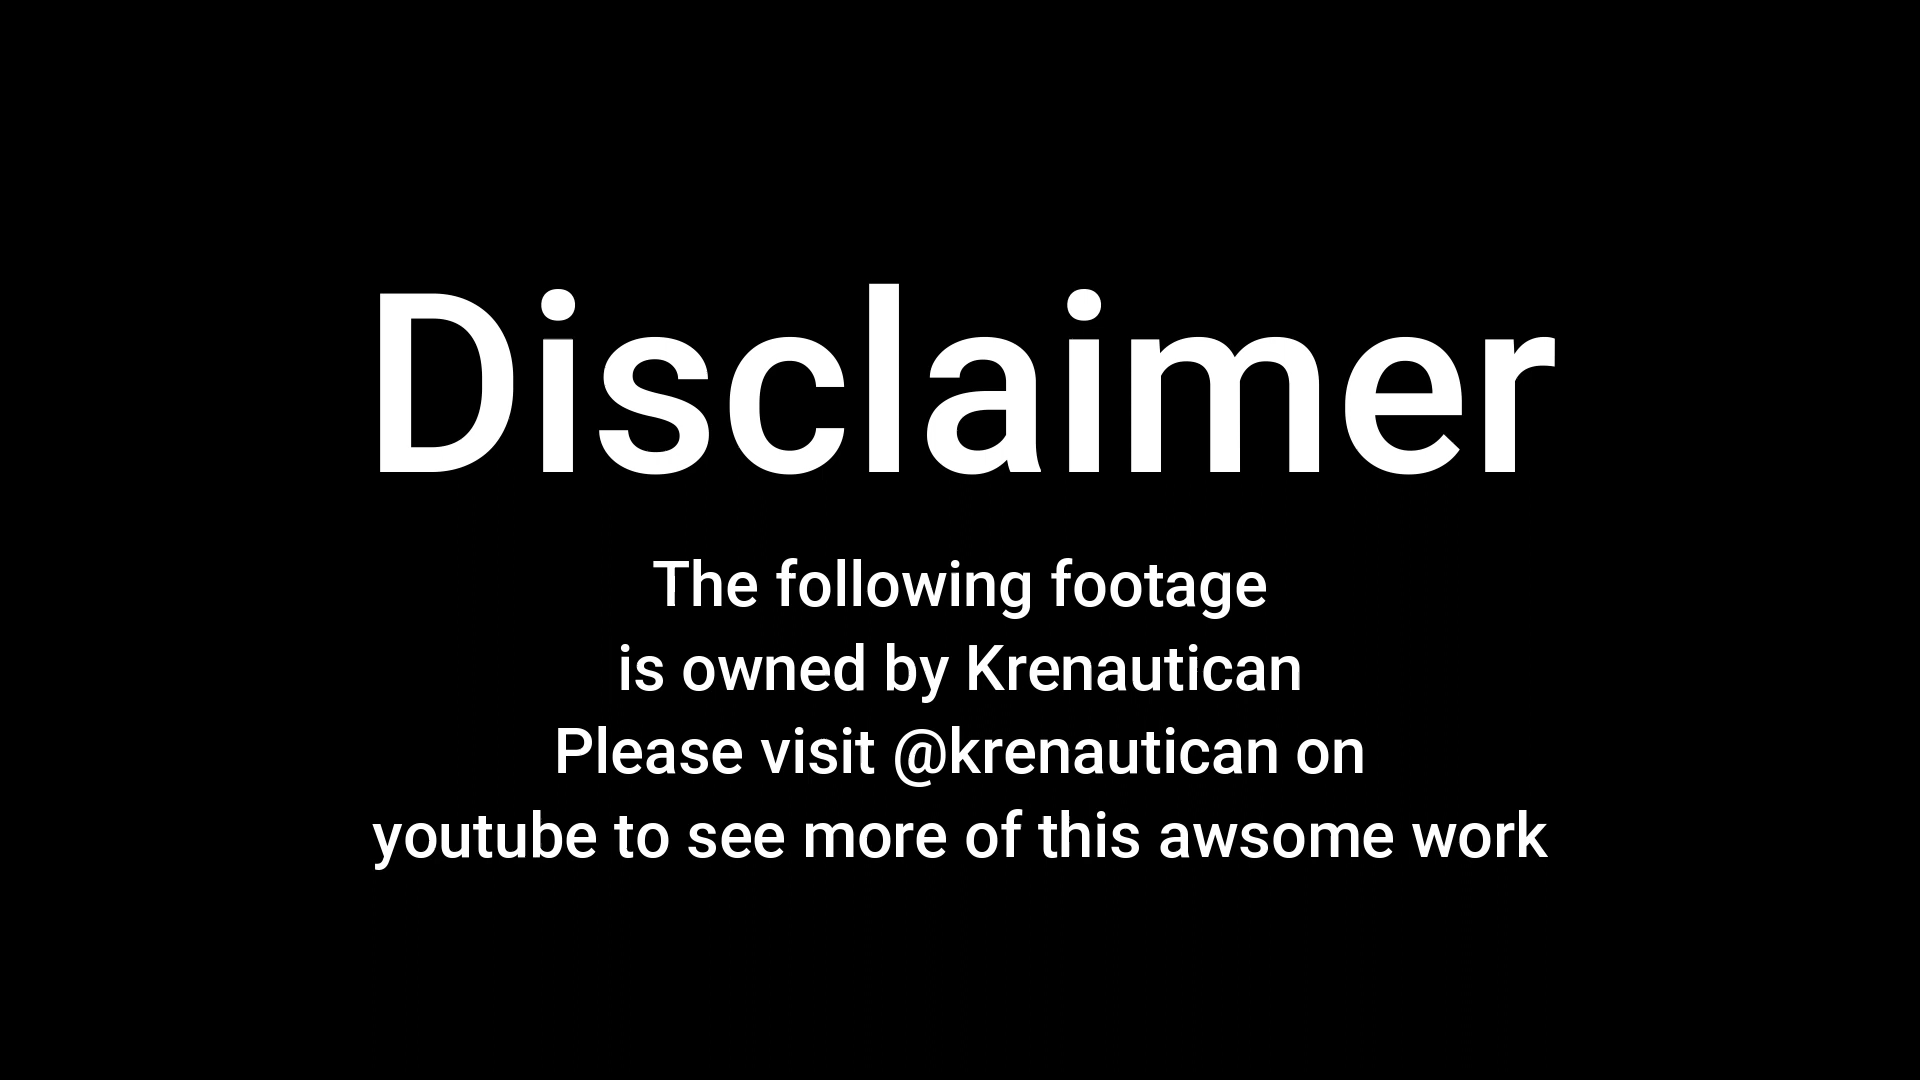 Disclaimer
The following footage
is owned by Krenautican
Please visit @krenautican on
youtube to see more of this awsome work